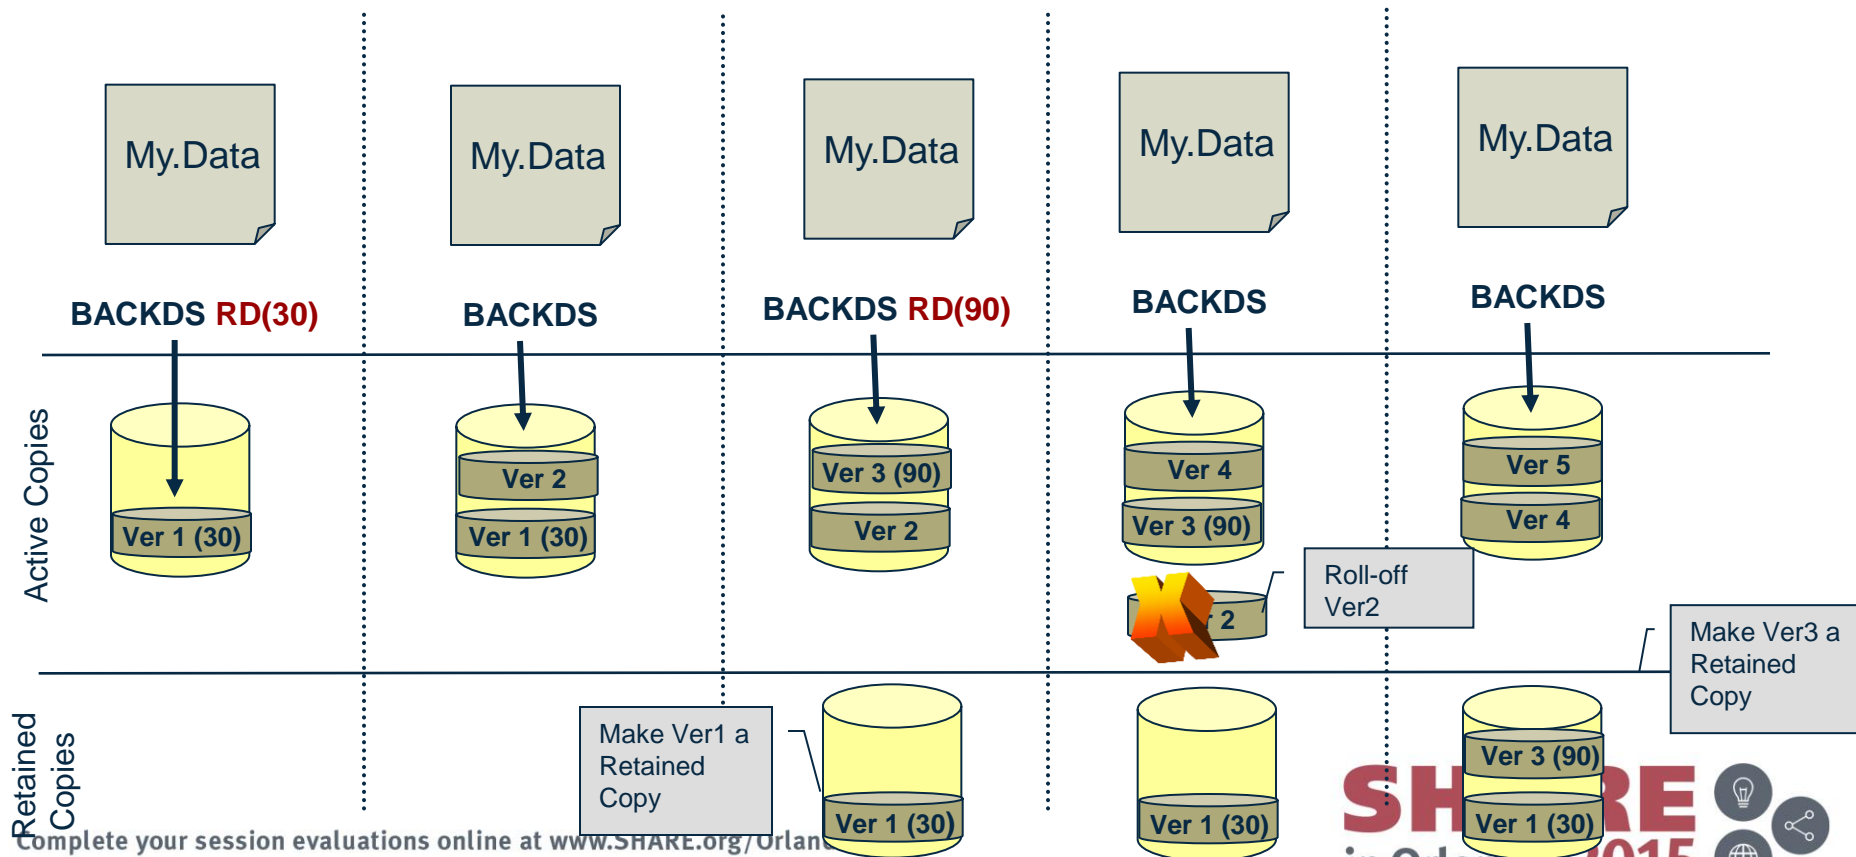 My.Data
My.Data
My.Data
My.Data
My.Data
BACKDS RD(30)
BACKDS
BACKDS RD(90)
BACKDS
BACKDS
Active Copies
Ver 1 (30)
Ver 2
Ver 1 (30)
Ver 3 (90)
Ver 2
Ver 4
Ver 3 (90)
Ver 5
Ver 4
2
Roll-off
Ver2
Make Ver3 a
Retained
Copy
Retained
Copies
Make Ver1 a
Retained
Copy
Ver 1 (30)
Ver 1 (30)
Ver 3 (90)
Ver 1 (30)
Complete your session evaluations online at www.SHARE.org/
in 2015